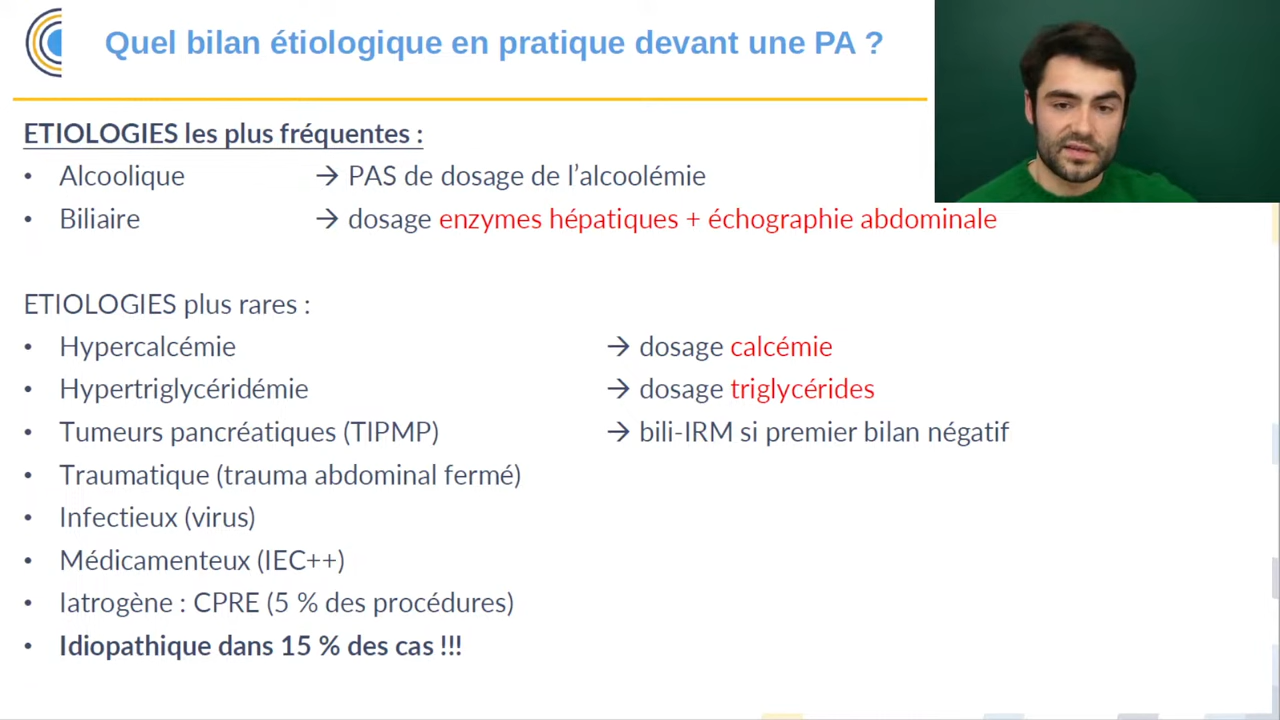 Quel bilan étiologique en pratique devant une PA ?
ETIOLOGIES les plus fréquentes :
• Alcoolique → PAS de dosage de l’alcoolémie
• Biliaire → dosage enzymes hépatiques + échographie abdominale
ETIOLOGIES plus rares :
• Hypercalcémie → dosage calcémie
• Hypertriglycéridémie → dosage triglycérides
• Tumeurs pancréatiques (TIPMP) → bili-IRM si premier bilan négatif
• Traumatique (trauma abdominal fermé)
• Infectieux (virus)
• Médicamenteux (IEC++)
• Iatrogène : CPRE (5 % des procédures)
• Idiopathique dans 15 % des cas !!!